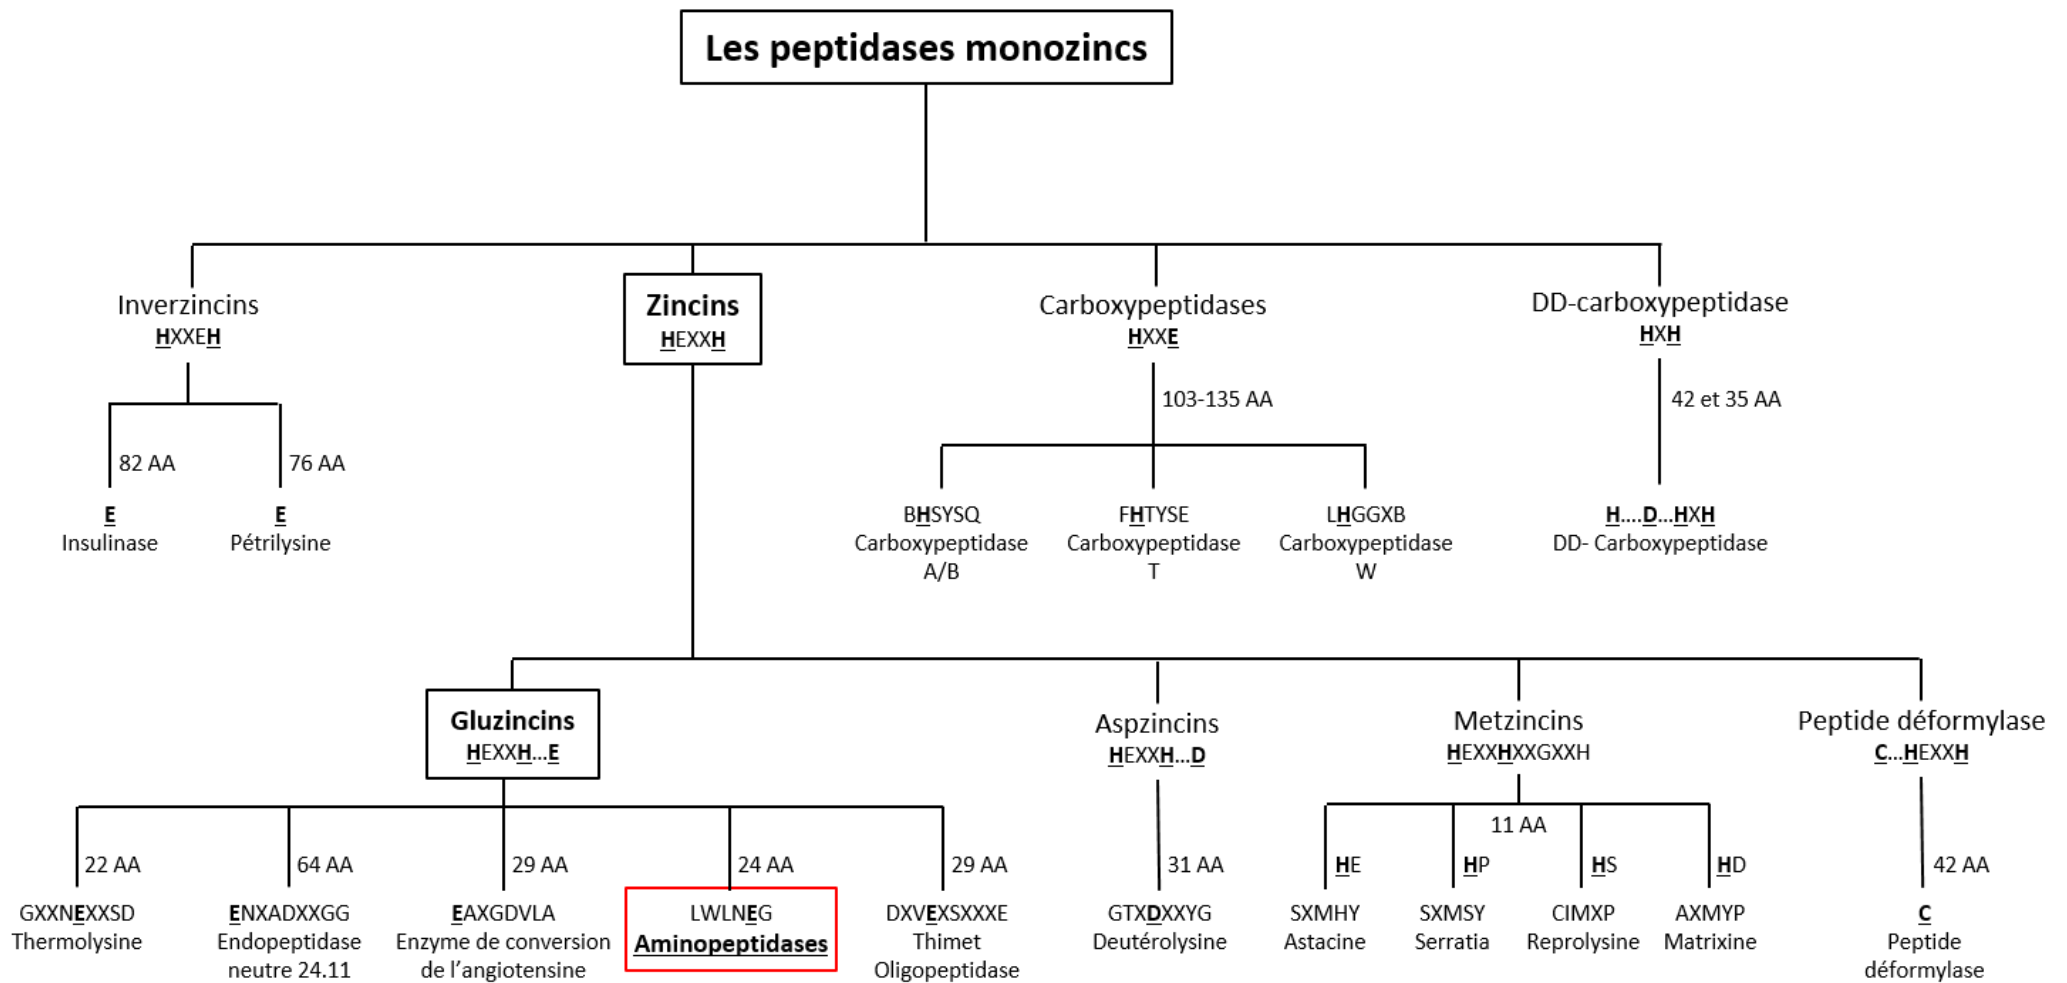 Les peptidases monozincs
Inverzincins
HXXEH
Zincins
HEXXH
Carboxypeptidases
HXXE
DD-carboxypeptidase
HXH
82 AA
76 AA
103-135 AA
42 et 35 AA
E
Insulinase
E
Pétrilysine
BHSYSQ
Carboxypeptidase
A/B
FHTYSE
Carboxypeptidase
T
LHGGXB
Carboxypeptidase
W
H....D...HXH
DD- Carboxypeptidase
Gluzincins
HEXXH...E
Aspzincins
HEXXH...D
Metzincins
HEXXHXXGXXH
Peptide déformylase
C...HEXXH
22 AA
64 AA
29 AA
24 AA
29 AA
31 AA
11 AA
HE
HP
HS
HD
42 AA
GXXNEXXSD
Thermolysine
ENXADXXGG
Endopeptidase
neutre 24.11
EAXGDVLA
Enzyme de conversion
de l'angiotensine
LWLNEG
Aminopeptidases
DXVEXSXXXE
Thimet
Oligopeptidase
GTXDXXYG
Deutérolysine
SXMHY
Astacine
SXMSY
Serratia
CIMXP
Reprolysine
AXMYP
Matrixine
C
Peptide
déformylase